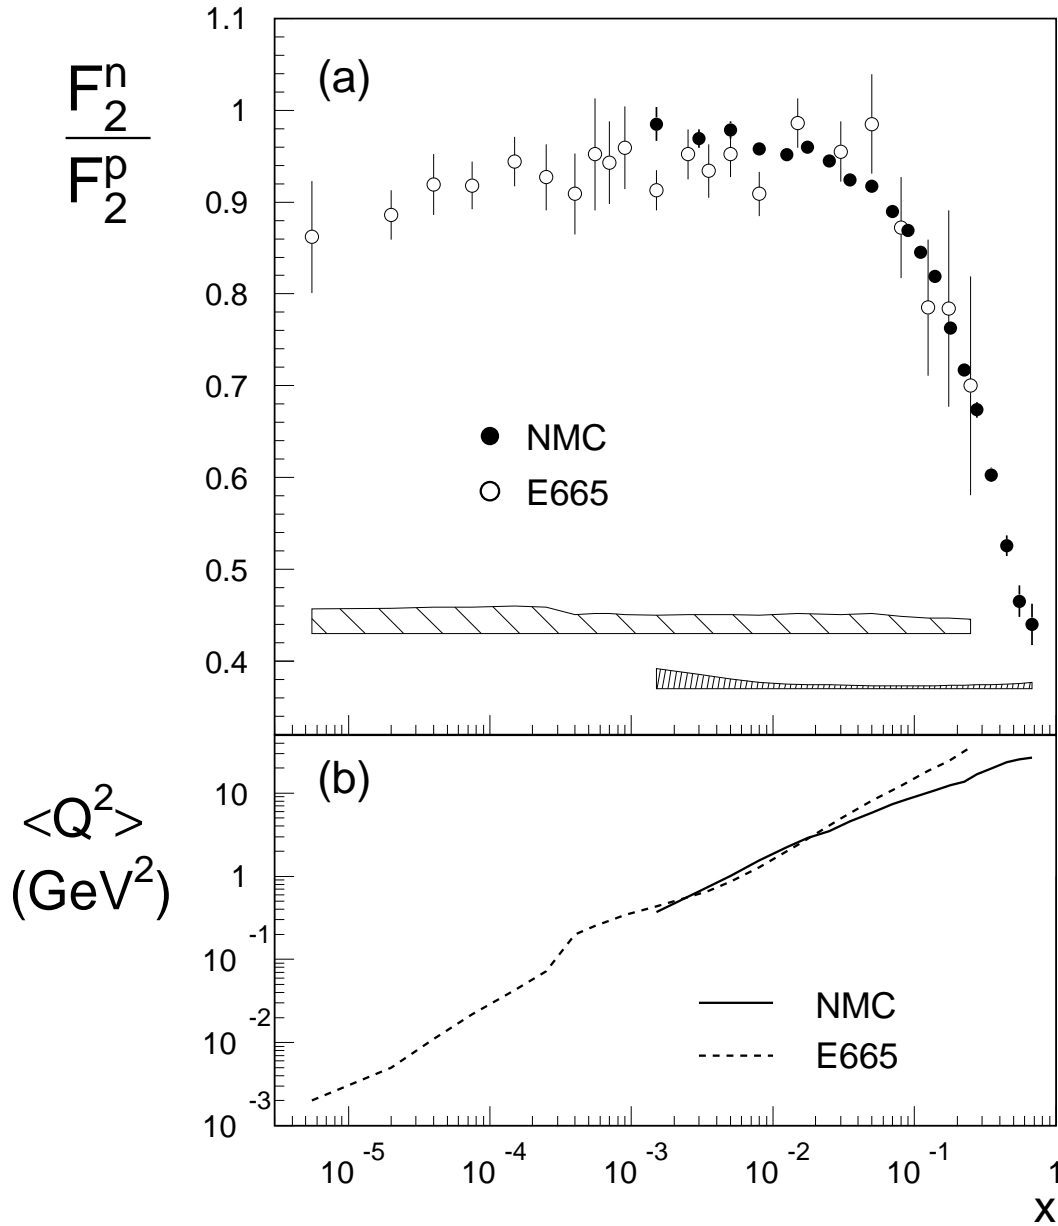 1.1
F₂ⁿ
F₂ᵖ
(a)
1
0.9
0.8
0.7
0.6
0.5
0.4
NMC
E665
<Q²>
(GeV²)
(b)
10
1
10⁻¹
10⁻²
10⁻³
NMC
E665
10⁻⁵ 10⁻⁴ 10⁻³ 10⁻² 10⁻¹ 1
x